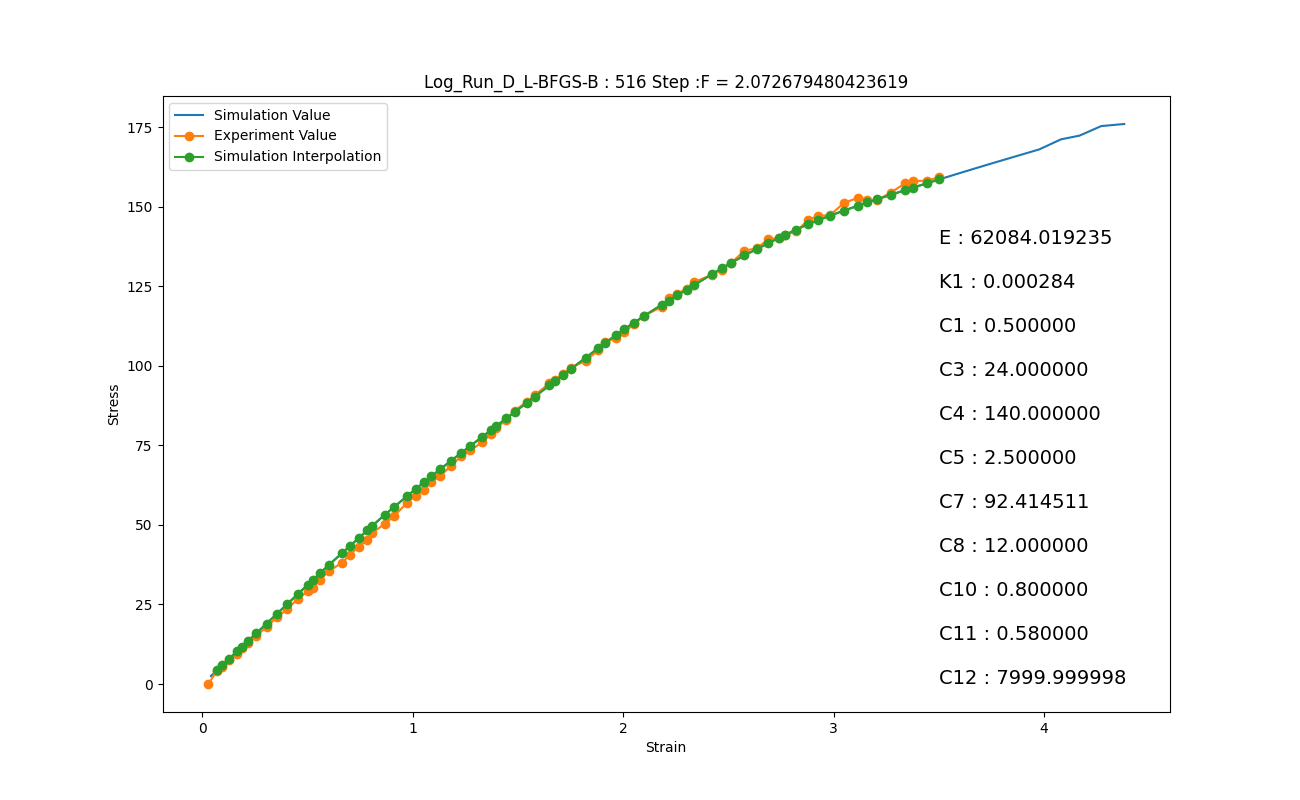 Log_Run_D_L-BFGS-B : 516 Step :F = 2.072679480423619
Simulation Value
Experiment Value
Simulation Interpolation
175
150
125
100
75
50
25
0
Stress
E : 62084.019235
K1 : 0.000284
C1 : 0.500000
C3 : 24.000000
C4 : 140.000000
C5 : 2.500000
C7 : 92.414511
C8 : 12.000000
C10 : 0.800000
C11 : 0.580000
C12 : 7999.999998
0 1 2 3 4
Strain